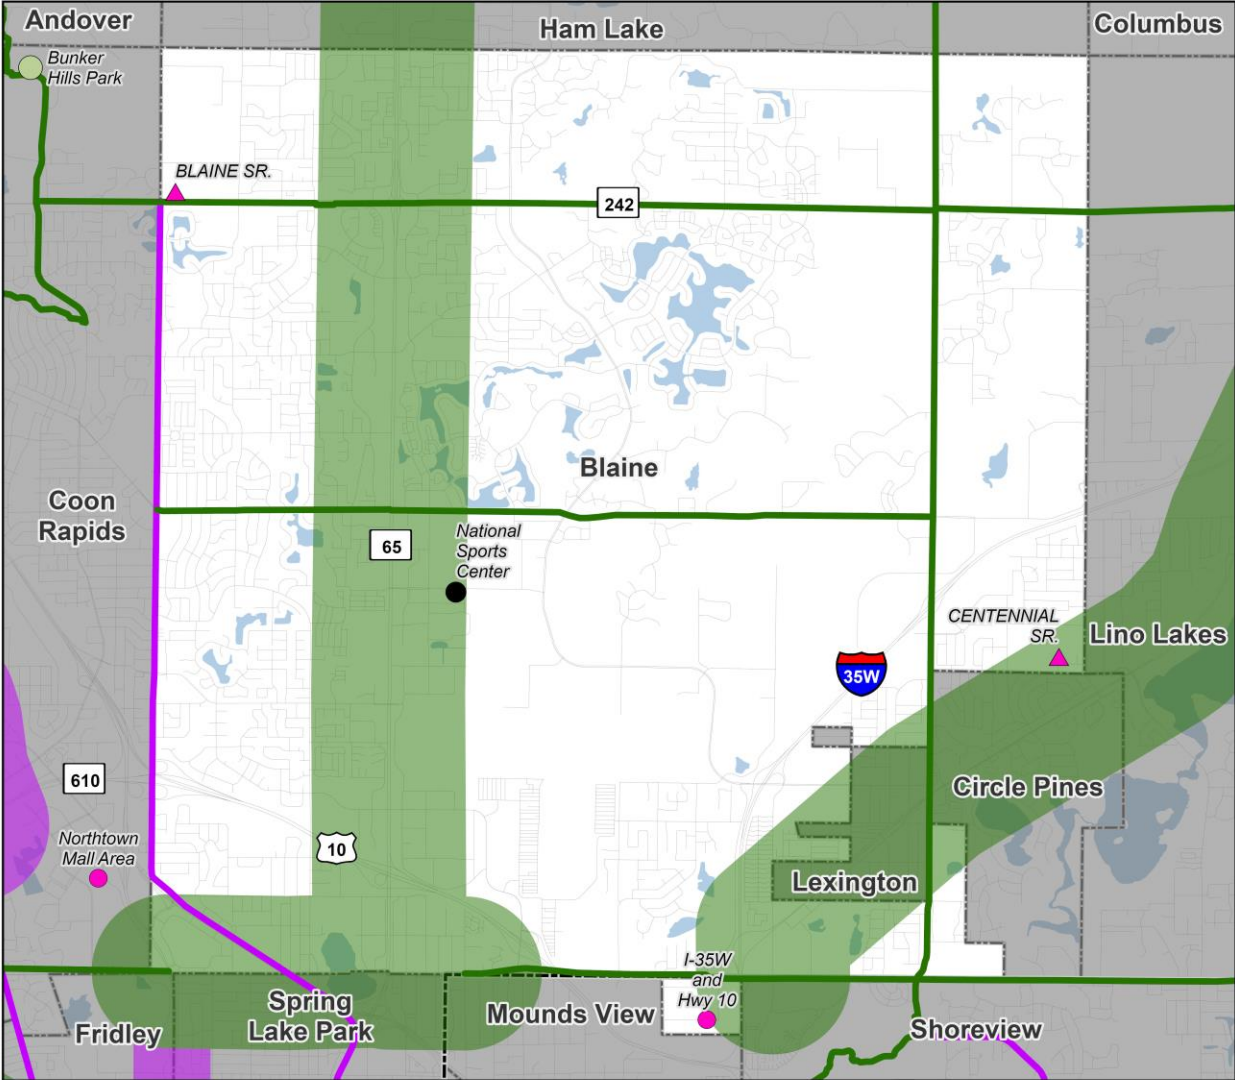 Andover
Ham Lake
Columbus
Bunker
Hills Park
BLAINE SR.
242
Blaine
Coon
Rapids
65
National
Sports
Center
CENTENNIAL
SR.
Lino Lakes
35W
610
Circle Pines
Northtown
Mall Area
10
Lexington
I-35W
and
Hwy 10
Spring
Lake Park
Mounds View
Fridley
Shoreview